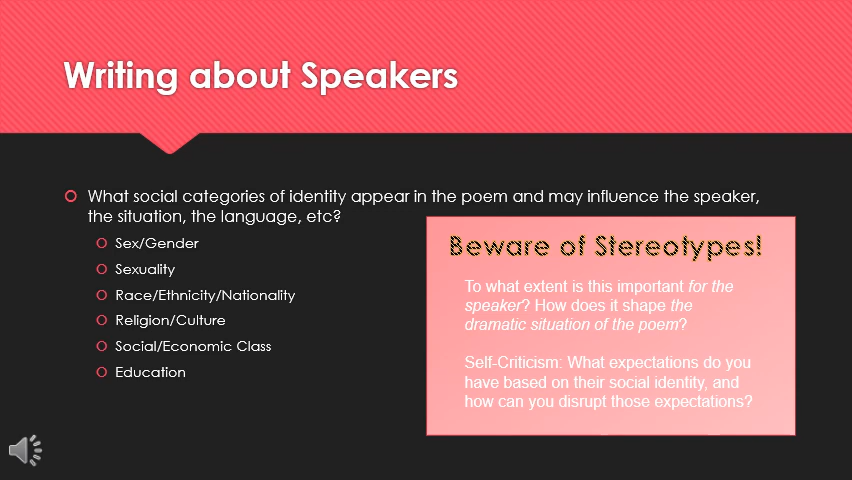 Writing about Speakers
What social categories of identity appear in the poem and may influence the speaker,
the situation, the language, etc?
Sex/Gender
Sexuality
Race/Ethnicity/Nationality
Religion/Culture
Social/Economic Class
Education
Beware of Stereotypes!
To what extent is this important for the
speaker? How does it shape the
dramatic situation of the poem?
Self-Criticism: What expectations do you
have based on their social identity, and
how can you disrupt those expectations?